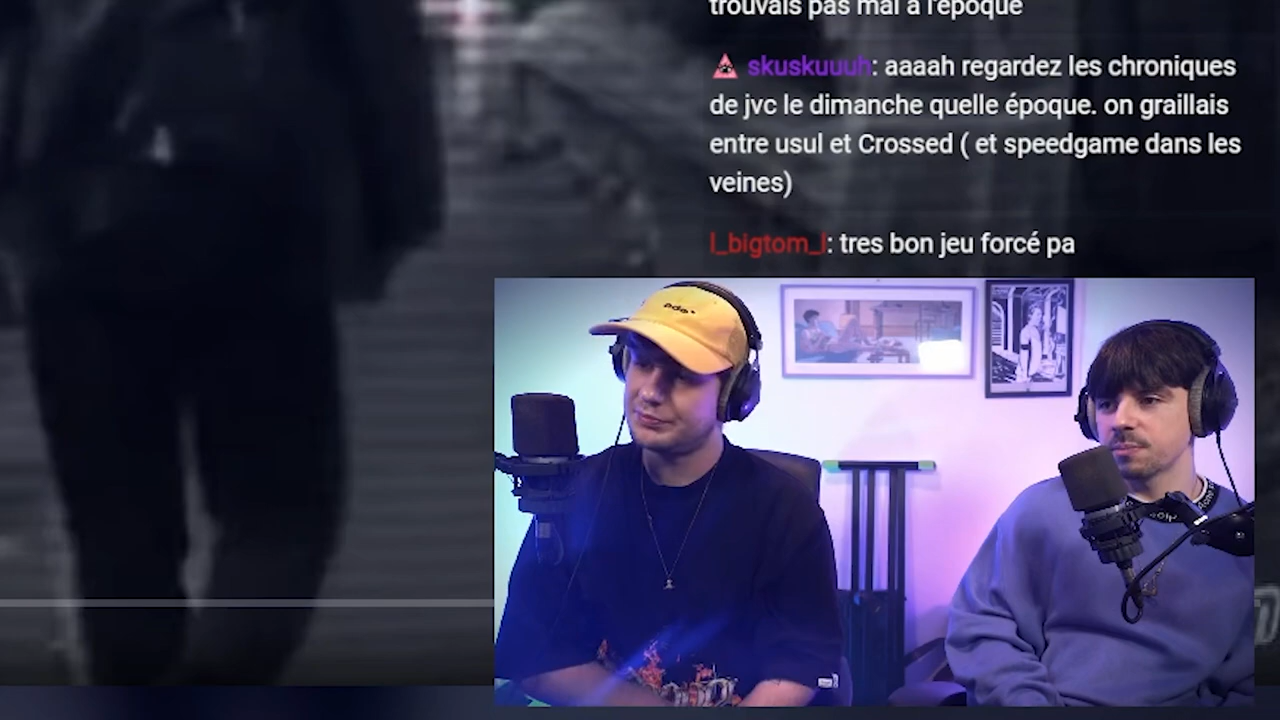 trouvais pas mal à l'époque
skuskuuuh: aaaah regardez les chroniques
de jvc le dimanche quelle époque. on graillais
entre usul et Crossed ( et speedgame dans les
veines)
l_bigtom_l: tres bon jeu forcé pa